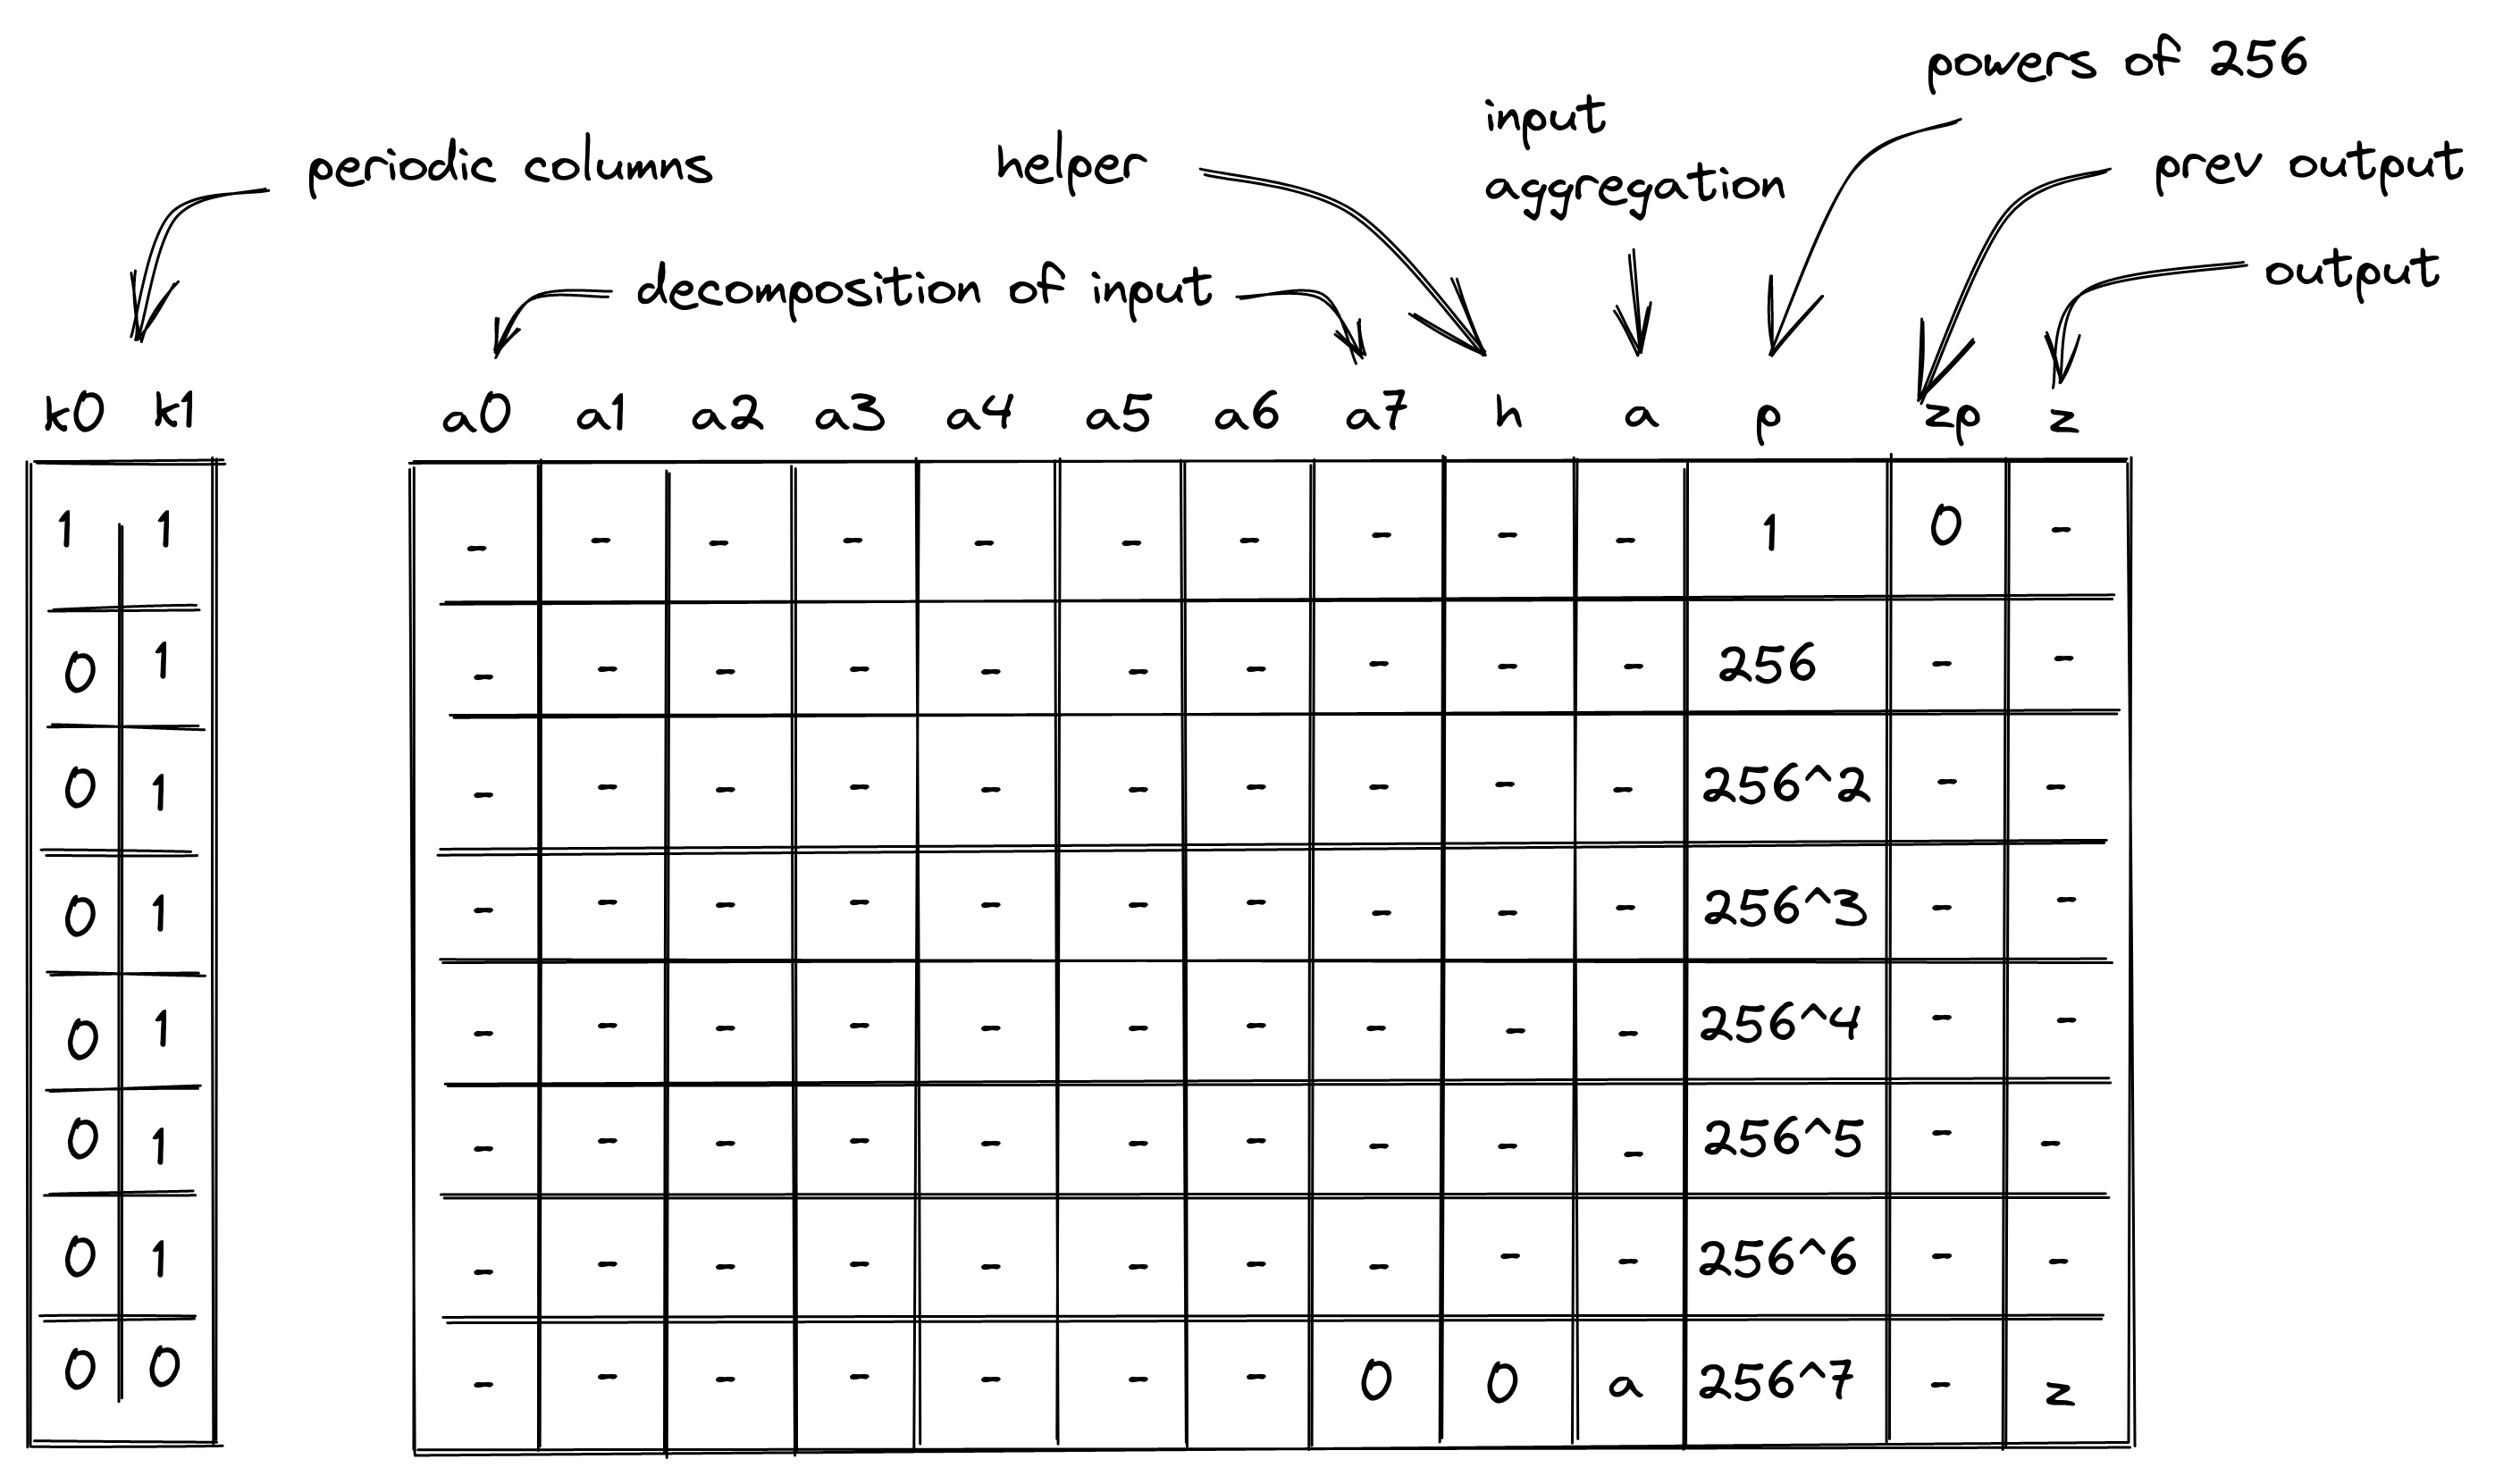 powers of 256
input
aggregation
periodic columns
helper
prev output
decomposition of input
output
k0 k1 a0 a1 a2 a3 a4 a5 a6 a7 h a p zp z
1 1 - - - - - - - - - - 1 0 -
0 1 - - - - - - - - - - 256 - -
0 1 - - - - - - - - - - 256^2 - -
0 1 - - - - - - - - - - 256^3 - -
0 1 - - - - - - - - - - 256^4 - -
0 1 - - - - - - - - - - 256^5 - -
0 1 - - - - - - - - - - 256^6 - -
0 0 - - - - - - - 0 0 a 256^7 - z